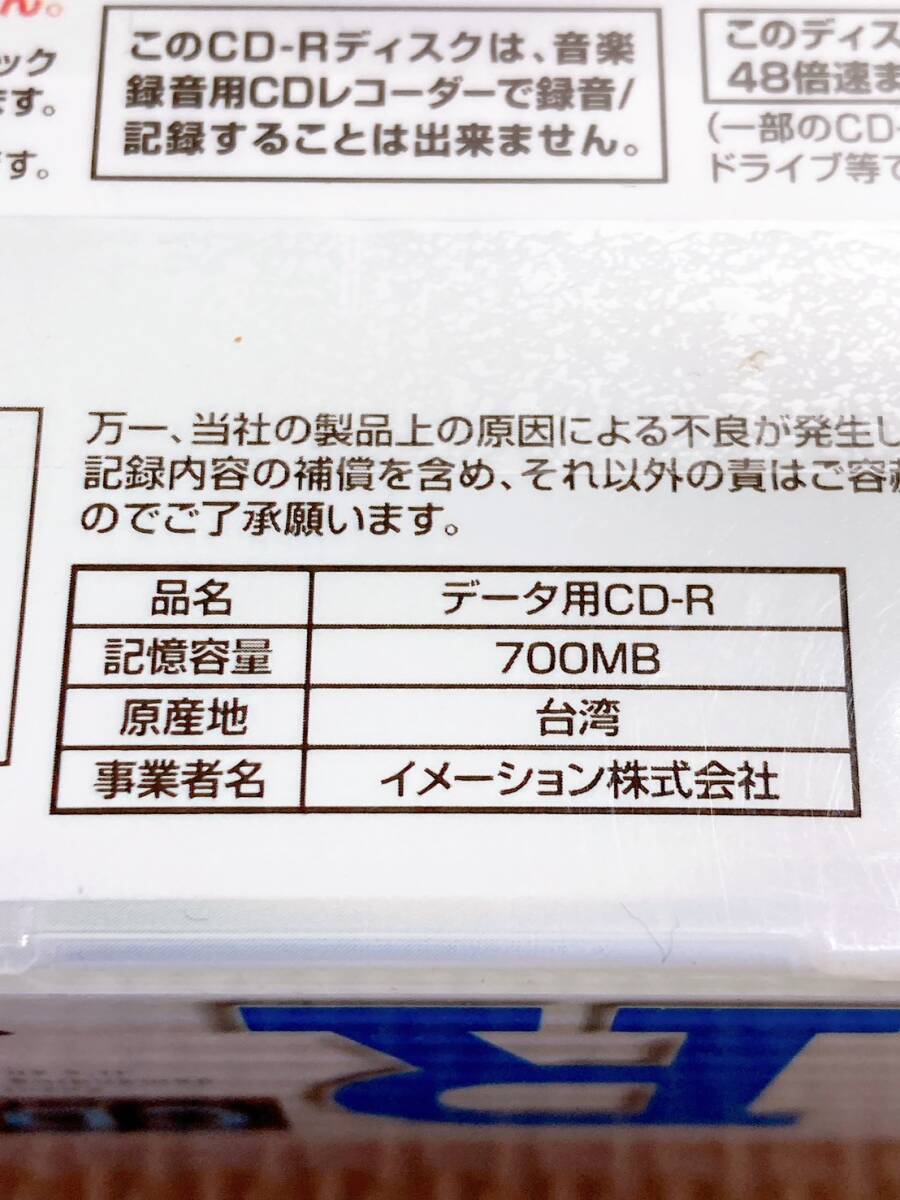 ん。
ック
ます。
です。
このCD-Rディスクは、音楽
録音用CDレコーダーで録音/
記録することは出来ません。
このディス
48倍速ま
(一部のCD-
ドライブ等で
万一、当社の製品上の原因による不良が発生し
記録内容の補償を含め、それ以外の責はご容
のでご了承願います。
品名 データ用CD-R
記憶容量 700MB
原産地 台湾
事業者名 イメーション株式会社
R